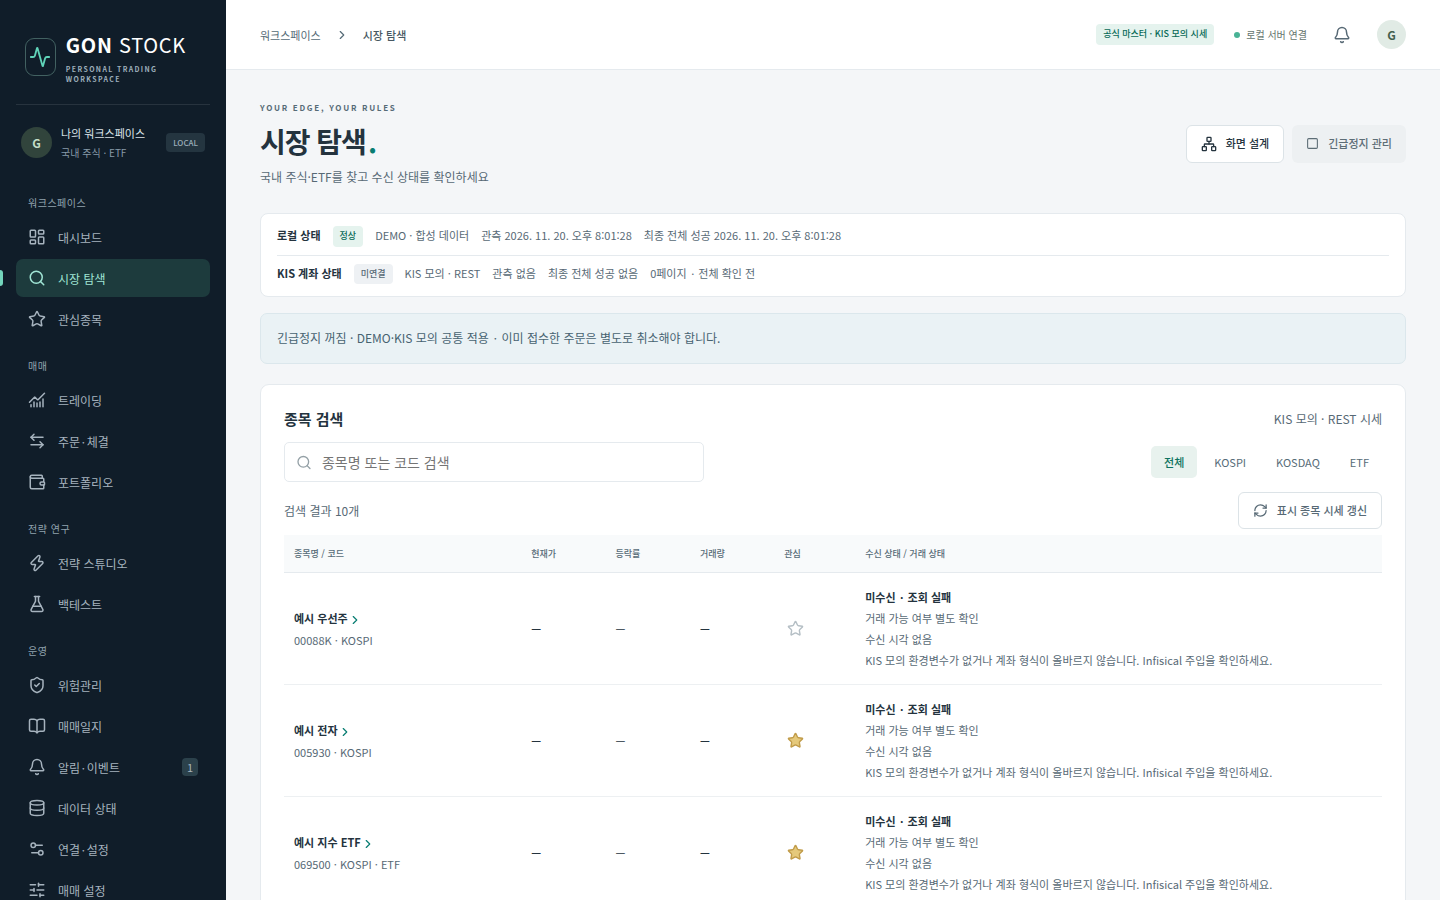 GON STOCK
PERSONAL TRADING
WORKSPACE
G
나의 워크스페이스
국내 주식 · ETF
LOCAL
워크스페이스
대시보드
시장 탐색
관심종목
매매
트레이딩
주문·체결
포트폴리오
전략 연구
전략 스튜디오
백테스트
운영
위험관리
매매일지
알림·이벤트
1
데이터 상태
연결·설정
매매 설정
워크스페이스 > 시장 탐색
공식 마스터 · KIS 모의 시세
로컬 서버 연결
G
YOUR EDGE, YOUR RULES
시장 탐색.
국내 주식·ETF를 찾고 수신 상태를 확인하세요
화면 설계
긴급정지 관리
로컬 상태 정상 DEMO · 합성 데이터 관측 2026. 11. 20. 오후 8:01:28 최종 전체 성공 2026. 11. 20. 오후 8:01:28
KIS 계좌 상태 미연결 KIS 모의 · REST 관측 없음 최종 전체 성공 없음 0페이지 · 전체 확인 전
긴급정지 꺼짐 · DEMO·KIS 모의 공통 적용 · 이미 접수한 주문은 별도로 취소해야 합니다.
종목 검색
KIS 모의 · REST 시세
종목명 또는 코드 검색
전체 KOSPI KOSDAQ ETF
검색 결과 10개
표시 종목 시세 갱신
종목명 / 코드 현재가 등락률 거래량 관심 수신 상태 / 거래 상태
예시 우선주 >
00088K · KOSPI
— — —
미수신 · 조회 실패
거래 가능 여부 별도 확인
수신 시각 없음
KIS 모의 환경변수가 없거나 계좌 형식이 올바르지 않습니다. Infisical 주입을 확인하세요.
예시 전자 >
005930 · KOSPI
— — —
미수신 · 조회 실패
거래 가능 여부 별도 확인
수신 시각 없음
KIS 모의 환경변수가 없거나 계좌 형식이 올바르지 않습니다. Infisical 주입을 확인하세요.
예시 지수 ETF >
069500 · KOSPI · ETF
— — —
미수신 · 조회 실패
거래 가능 여부 별도 확인
수신 시각 없음
KIS 모의 환경변수가 없거나 계좌 형식이 올바르지 않습니다. Infisical 주입을 확인하세요.